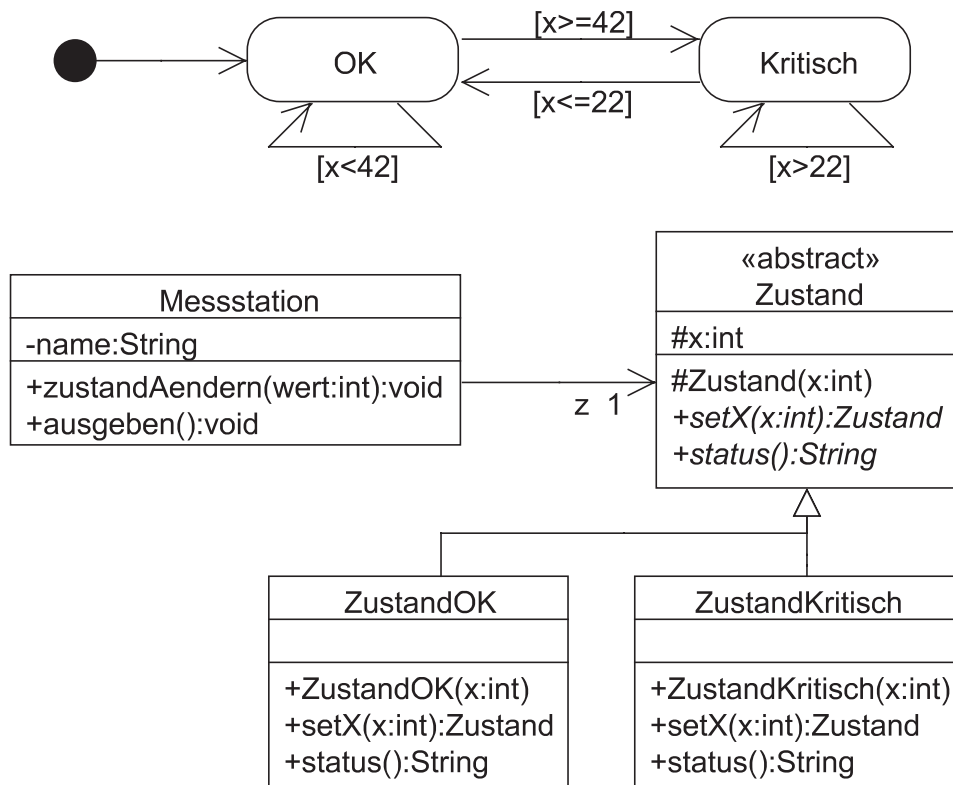 [x>=42]
OK
Kritisch
[x<=22]
[x<42]
[x>22]
«abstract»
Zustand
#x:int
#Zustand(x:int)
+setX(x:int):Zustand
+status():String
Messstation
-name:String
+zustandAendern(wert:int):void
+ausgeben():void
z 1
ZustandOK
+ZustandOK(x:int)
+setX(x:int):Zustand
+status():String
ZustandKritisch
+ZustandKritisch(x:int)
+setX(x:int):Zustand
+status():String